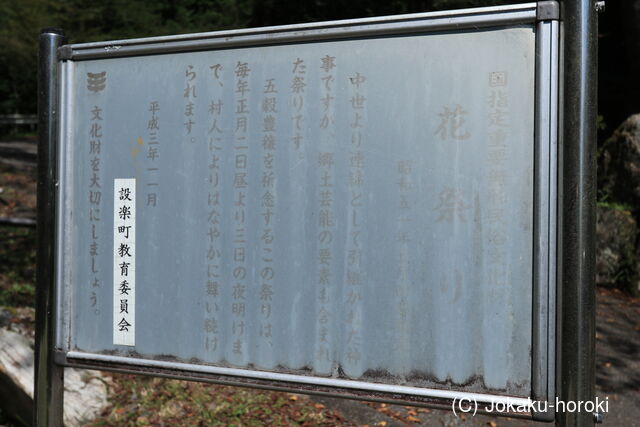 国指定重要無形民俗文化財
花祭り
昭和五一年
中世より連綿として引継がれた神
事ですが、郷土芸能の要素も含まれ
た祭りです。
五穀豊穣を祈念するこの祭りは、
毎年正月二日昼より三日の夜明けま
で、村人によりはなやかに舞い続け
られます。
平成三年一一月
設楽町教育委員会
文化財を大切にしましょう。
(C) Jokaku-horoki